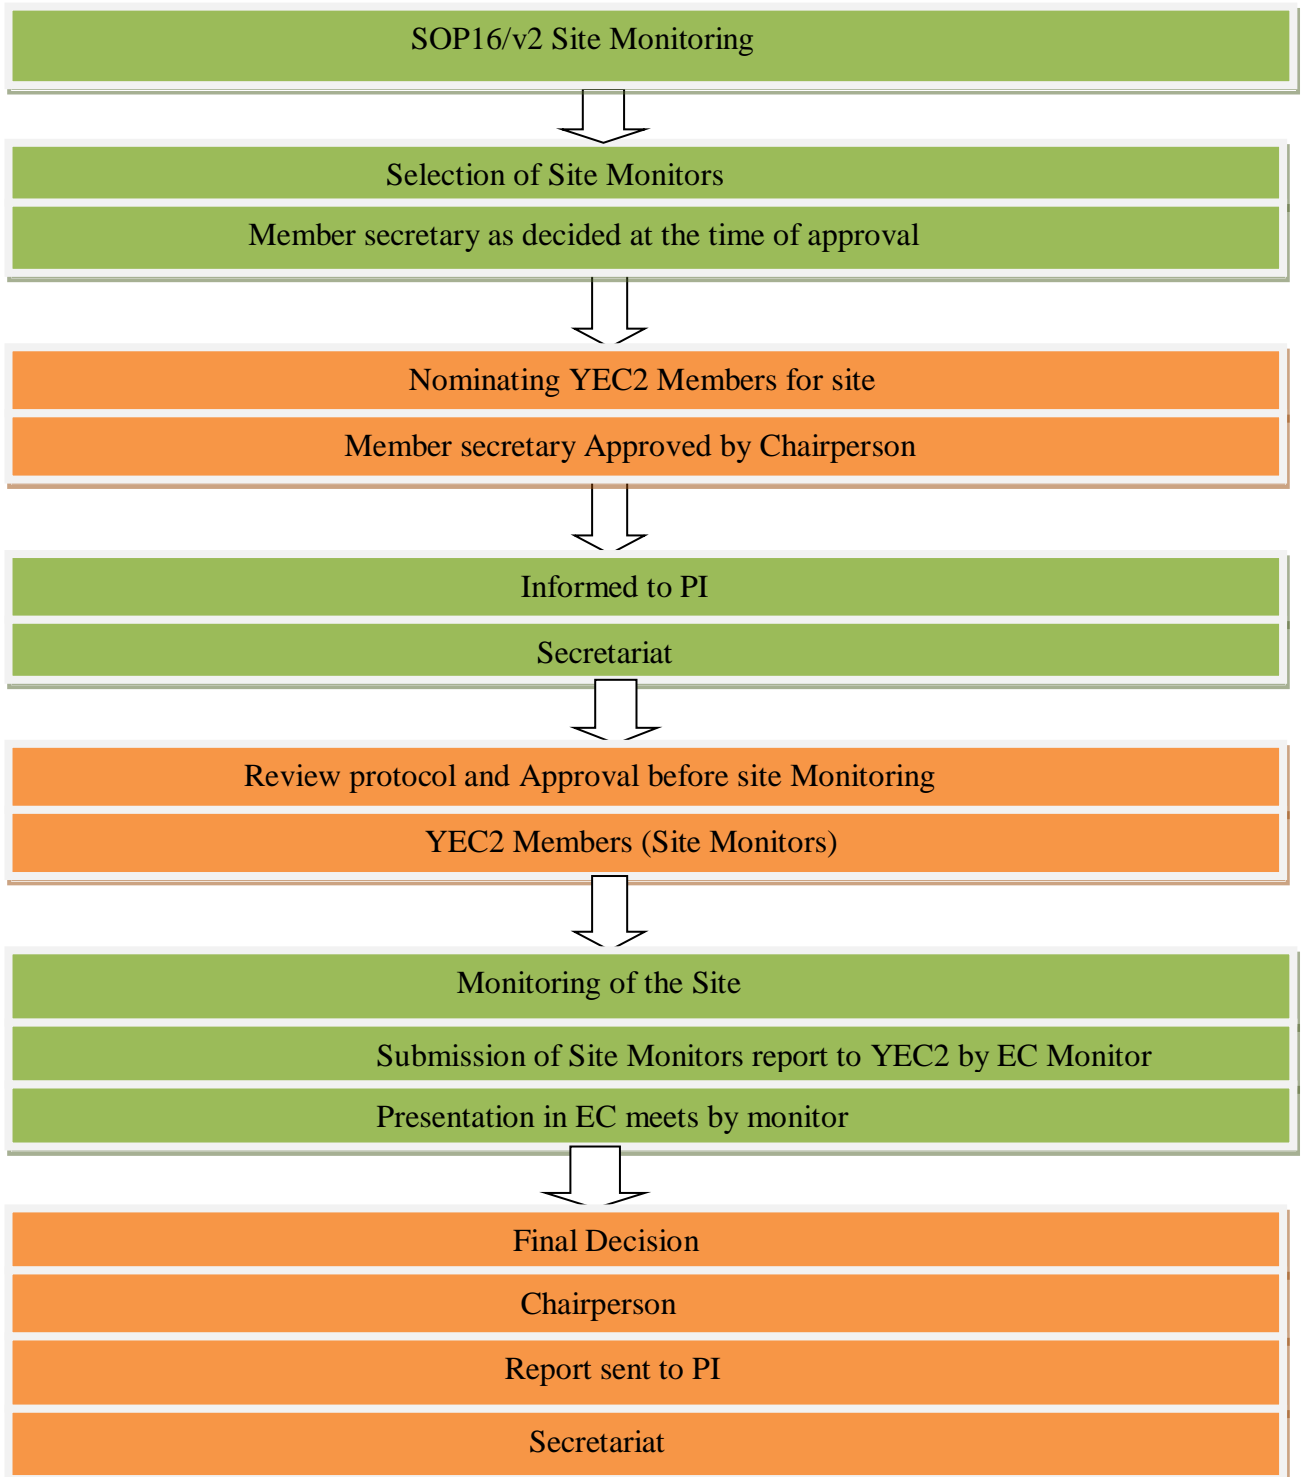 SOP16/v2 Site Monitoring
Selection of Site Monitors
Member secretary as decided at the time of approval
Nominating YEC2 Members for site
Member secretary Approved by Chairperson
Informed to PI
Secretariat
Review protocol and Approval before site Monitoring
YEC2 Members (Site Monitors)
Monitoring of the Site
Submission of Site Monitors report to YEC2 by EC Monitor
Presentation in EC meets by monitor
Final Decision
Chairperson
Report sent to PI
Secretariat